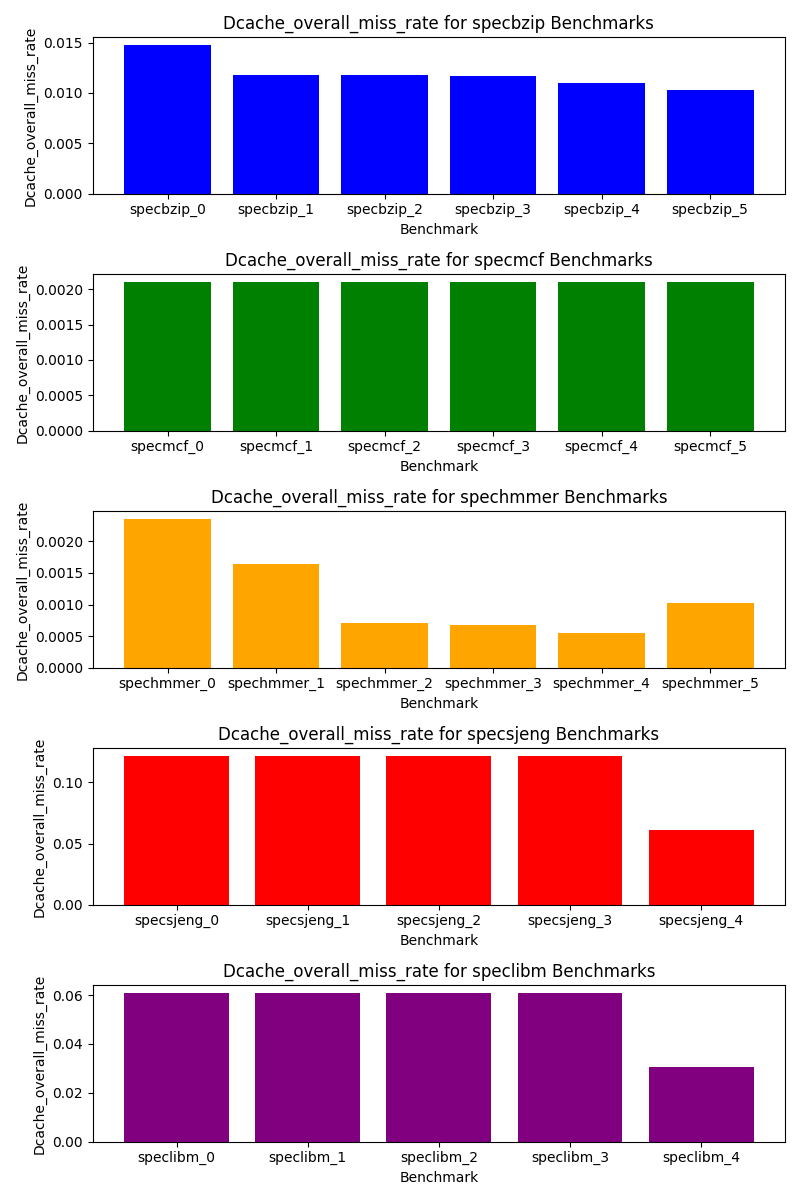 Dcache_overall_miss_rate for specbzip Benchmarks
Dcache_overall_miss_rate
0.015
0.010
0.005
0.000
specbzip_0 specbzip_1 specbzip_2 specbzip_3 specbzip_4 specbzip_5
Benchmark
Dcache_overall_miss_rate for specmcf Benchmarks
Dcache_overall_miss_rate
0.0020
0.0015
0.0010
0.0005
0.0000
specmcf_0 specmcf_1 specmcf_2 specmcf_3 specmcf_4 specmcf_5
Benchmark
Dcache_overall_miss_rate for spechmmer Benchmarks
Dcache_overall_miss_rate
0.0020
0.0015
0.0010
0.0005
0.0000
spechmmer_0 spechmmer_1 spechmmer_2 spechmmer_3 spechmmer_4 spechmmer_5
Benchmark
Dcache_overall_miss_rate for specsjeng Benchmarks
Dcache_overall_miss_rate
0.10
0.05
0.00
specsjeng_0 specsjeng_1 specsjeng_2 specsjeng_3 specsjeng_4
Benchmark
Dcache_overall_miss_rate for speclibm Benchmarks
Dcache_overall_miss_rate
0.06
0.04
0.02
0.00
speclibm_0 speclibm_1 speclibm_2 speclibm_3 speclibm_4
Benchmark